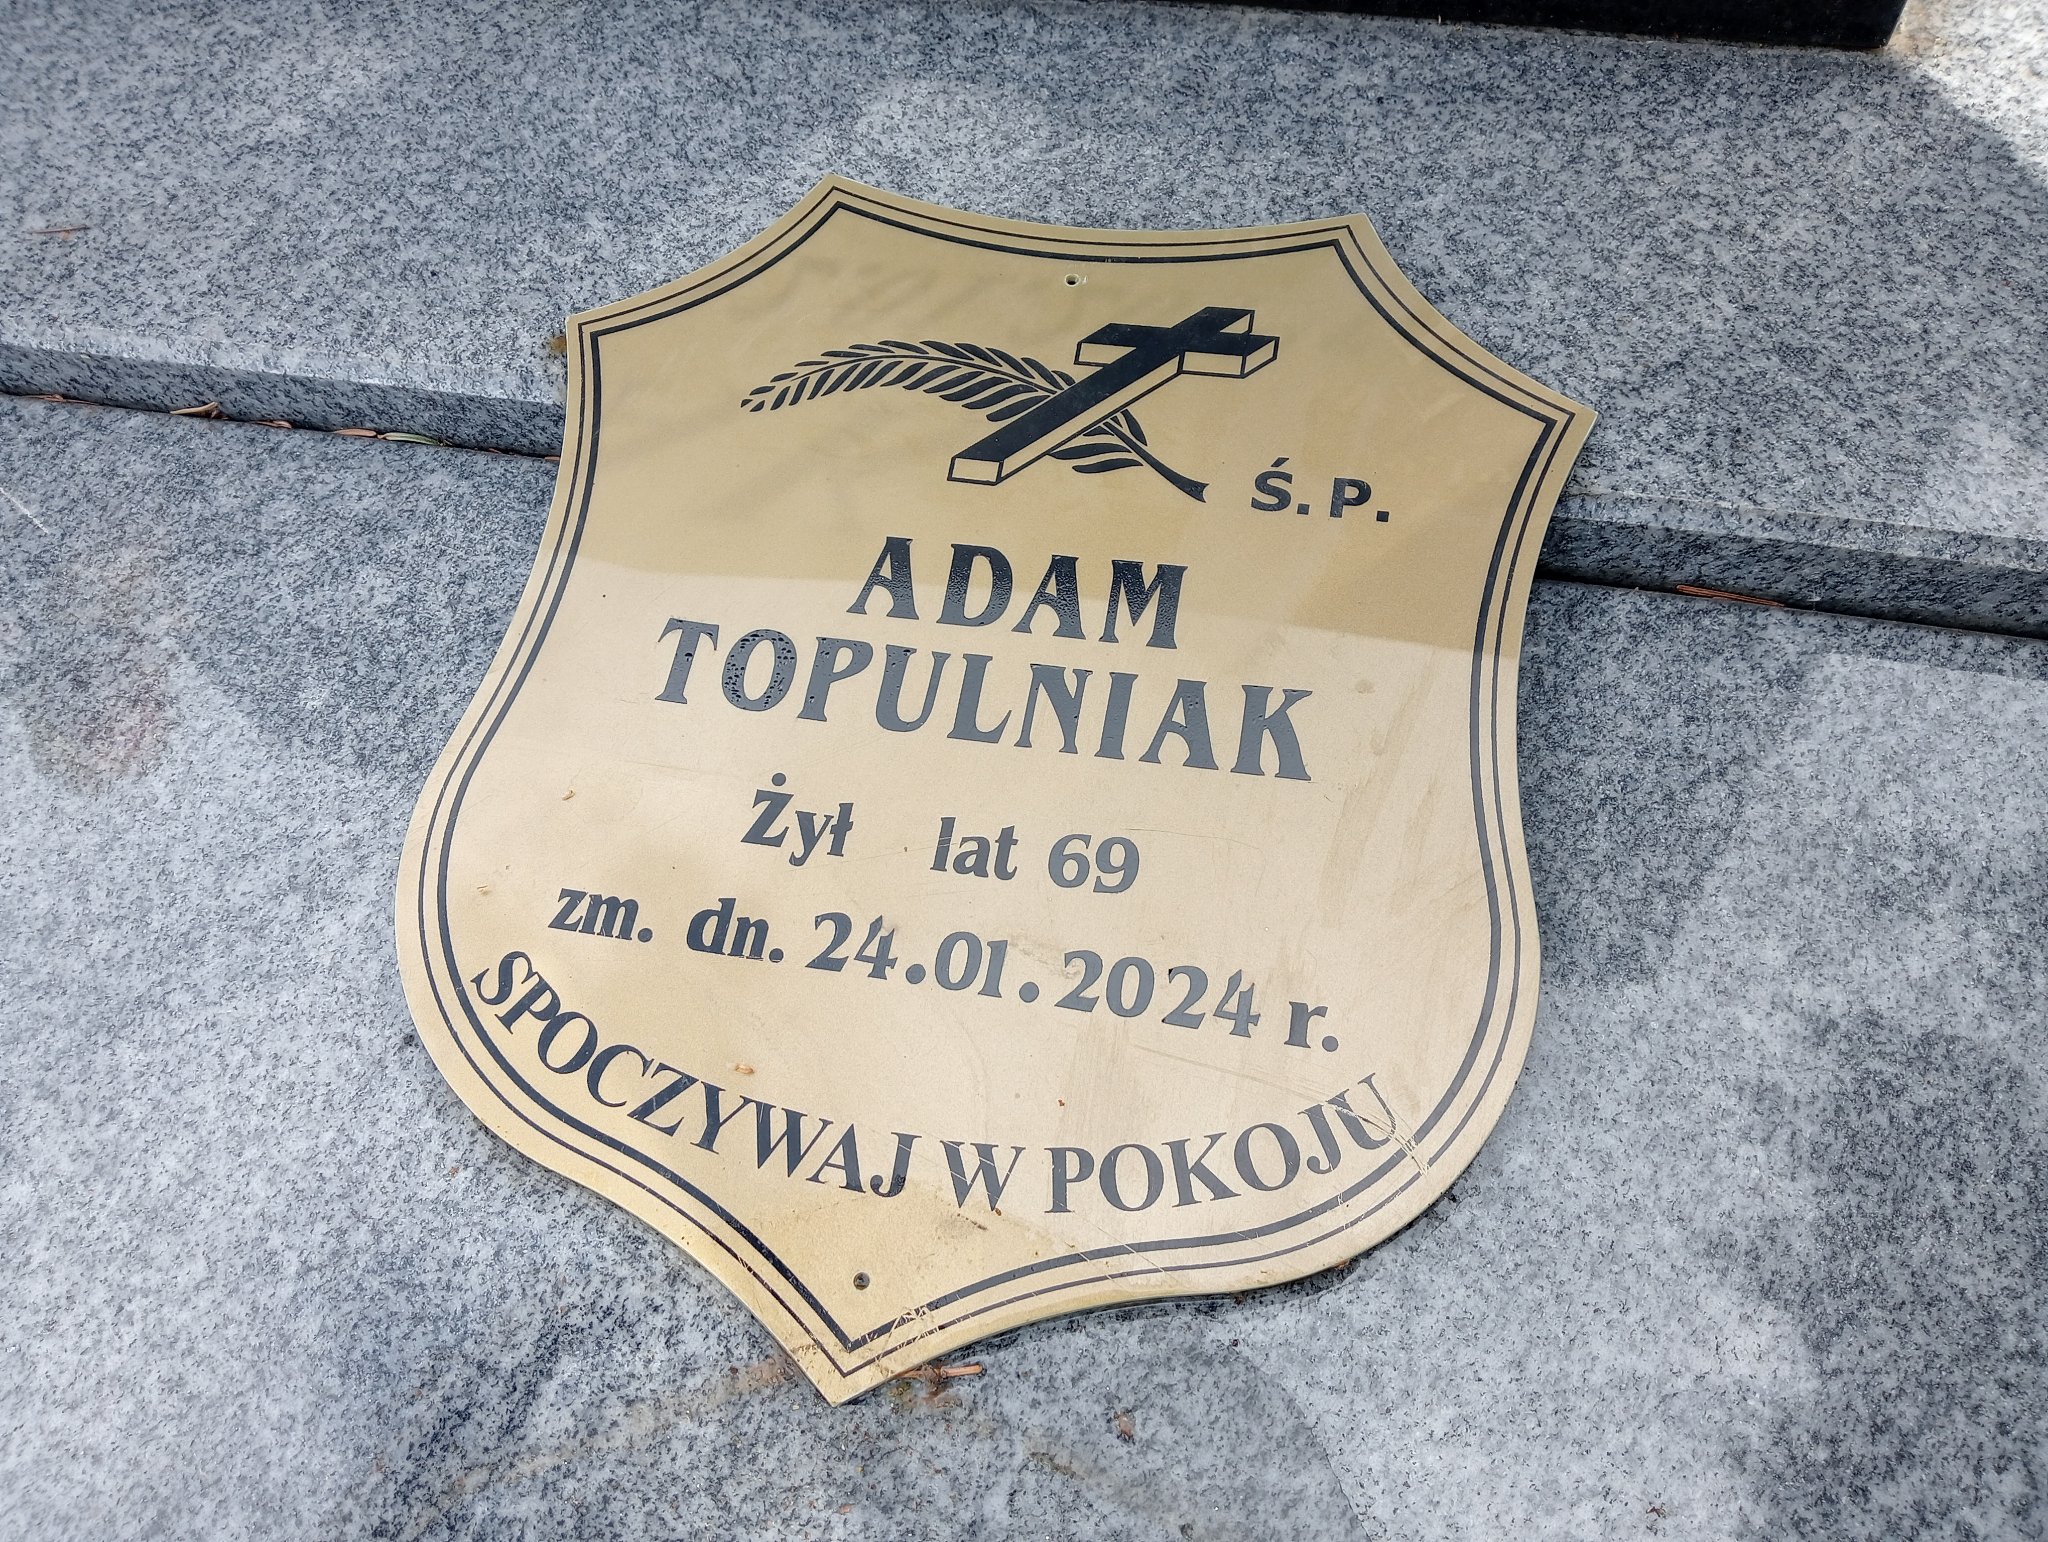 Ś. P.
ADAM
TOPULNIAK
Żył lat 69
zm. dn. 24.01.2024 r.
SPOCZYWAJ W POKOJU